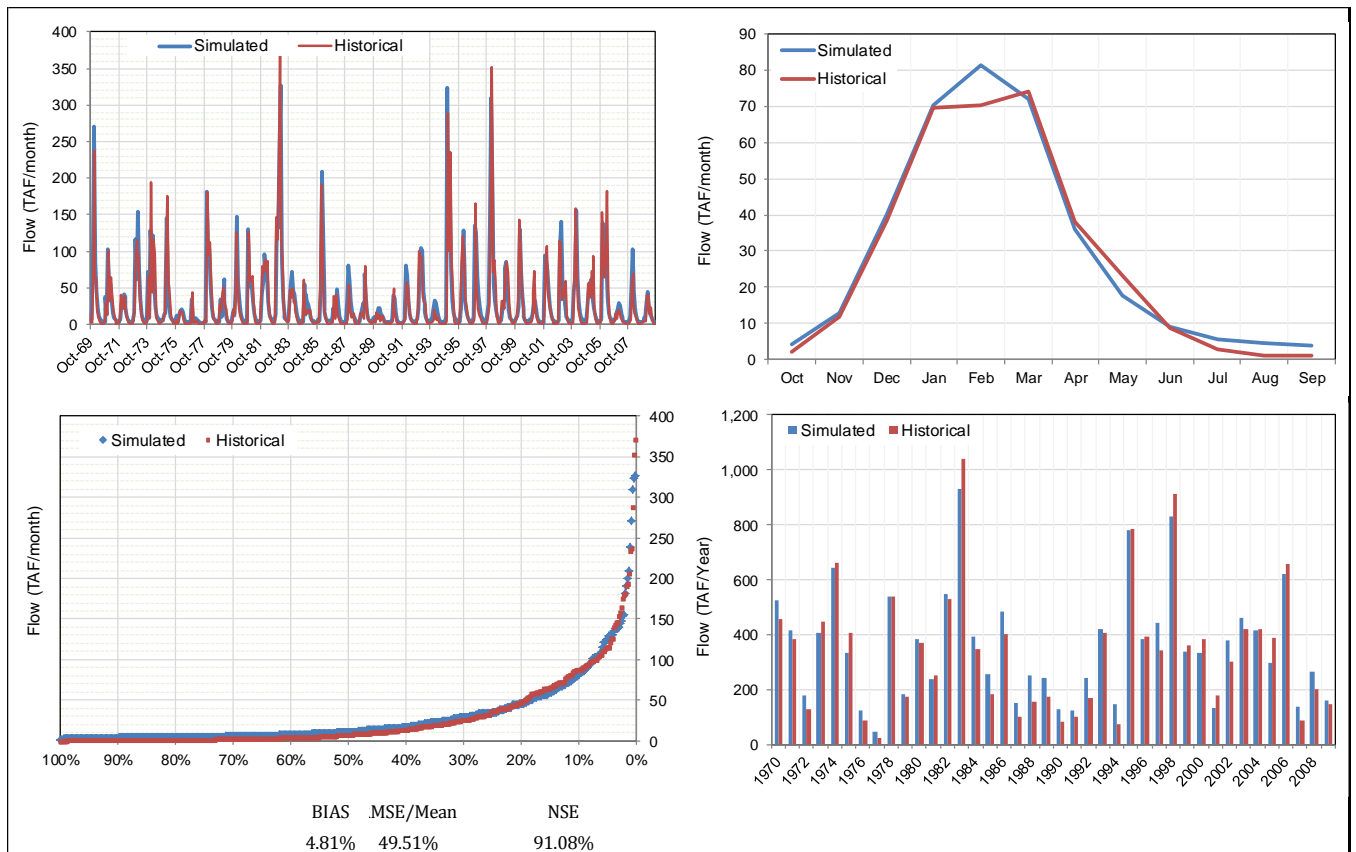 400
350
300
250
200
150
100
50
0
Flow (TAF/month)
Simulated
Historical
Oct-69
Oct-71
Oct-73
Oct-75
Oct-77
Oct-79
Oct-81
Oct-83
Oct-85
Oct-87
Oct-89
Oct-91
Oct-93
Oct-95
Oct-97
Oct-99
Oct-01
Oct-03
Oct-05
Oct-07
90
80
70
60
50
40
30
20
10
0
Flow (TAF/month)
Simulated
Historical
Oct Nov Dec Jan Feb Mar Apr May Jun Jul Aug Sep
Flow (TAF/month)
Simulated Historical
400
350
300
250
200
150
100
50
0
100% 90% 80% 70% 60% 50% 40% 30% 20% 10% 0%
BIAS .MSE/Mean NSE
4.81% 49.51% 91.08%
1,200
1,000
800
600
400
200
0
Flow (TAF/Year)
Simulated Historical
1970
1972
1974
1976
1978
1980
1982
1984
1986
1988
1990
1992
1994
1996
1998
2000
2002
2004
2006
2008